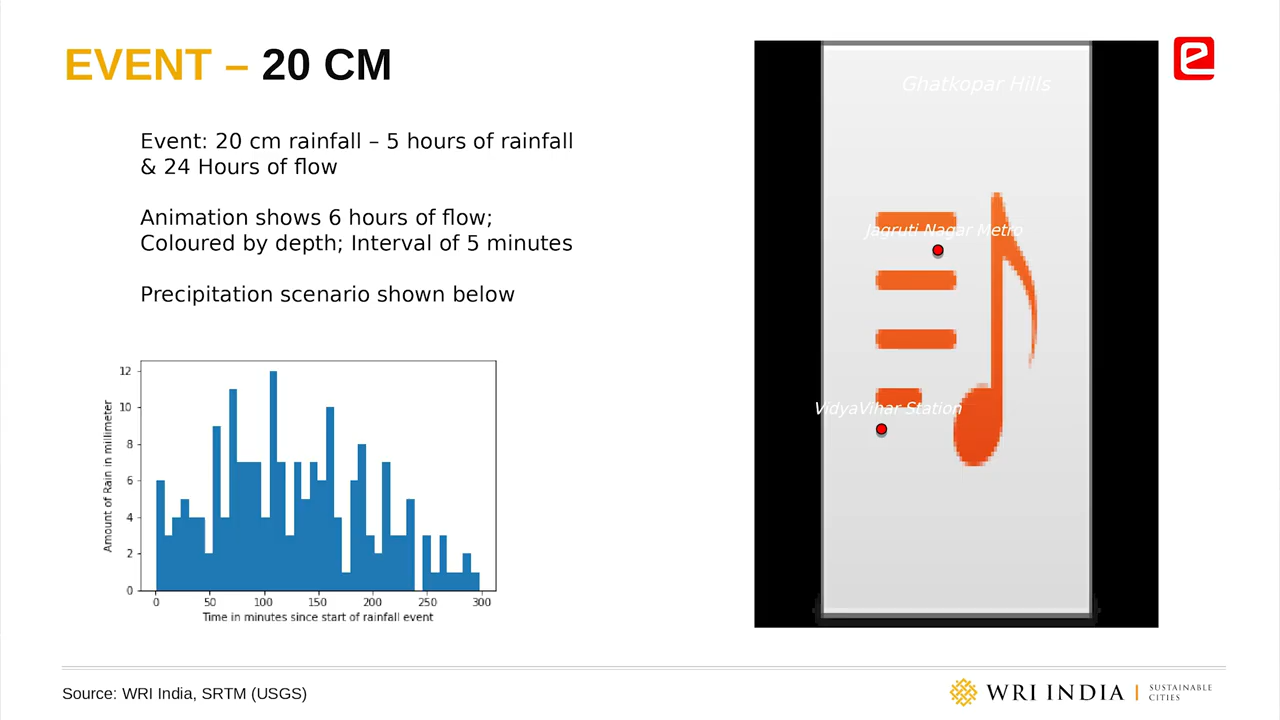 EVENT – 20 CM
Event: 20 cm rainfall – 5 hours of rainfall
& 24 Hours of flow
Animation shows 6 hours of flow;
Coloured by depth; Interval of 5 minutes
Precipitation scenario shown below
12
10
8
6
4
2
0
Amount of Rain in millimeter
0 50 100 150 200 250 300
Time in minutes since start of rainfall event
Ghatkopar Hills
Jagruti Nagar Metro
VidyaVihar Station
e
Source: WRI India, SRTM (USGS)
WRI INDIA | SUSTAINABLE
CITIES